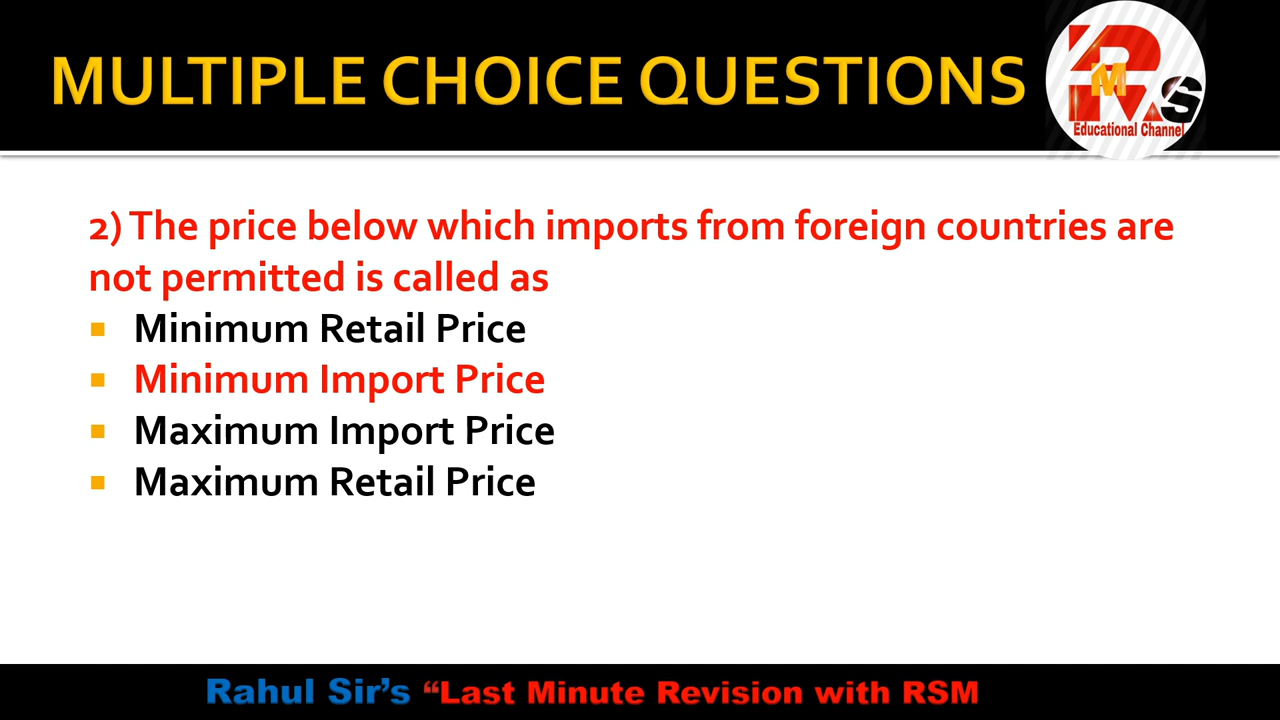 MULTIPLE CHOICE QUESTIONS
RMS
Educational Channel
2) The price below which imports from foreign countries are
not permitted is called as
Minimum Retail Price
Minimum Import Price
Maximum Import Price
Maximum Retail Price
Rahul Sir's “Last Minute Revision with RSM